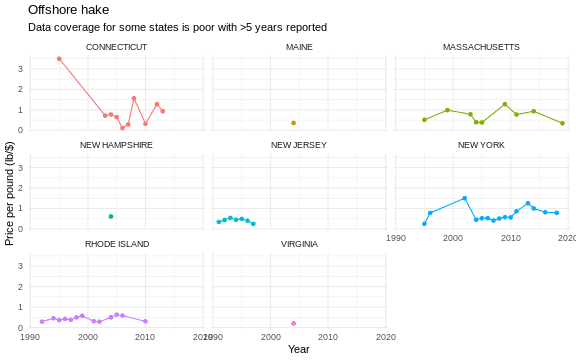 Offshore hake
Data coverage for some states is poor with >5 years reported
CONNECTICUT MAINE MASSACHUSETTS
3
2
1
0
NEW HAMPSHIRE NEW JERSEY NEW YORK
3
2
1
0
1990 2000 2010 2020
RHODE ISLAND VIRGINIA
3
2
1
0
1990 2000 2010 2020 1990 2000 2010 2020
Price per pound (lb/$)
Year